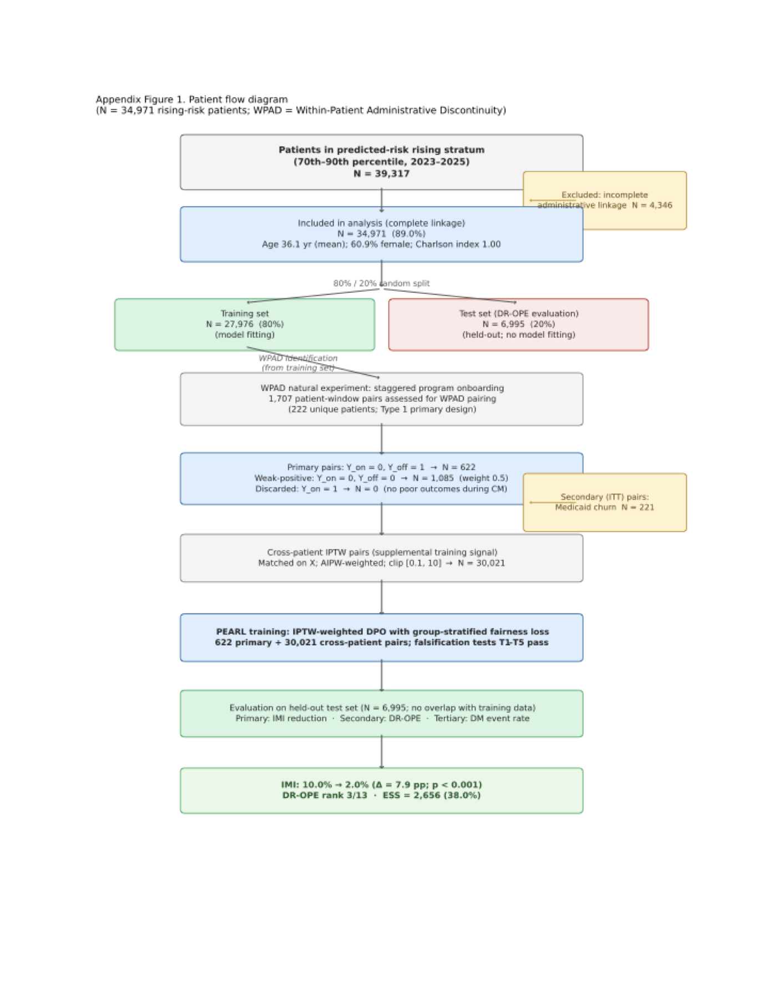 Appendix Figure 1. Patient flow diagram
(N = 34,971 rising-risk patients; WPAD = Within-Patient Administrative Discontinuity)
Patients in predicted-risk rising stratum
(70th–90th percentile, 2023–2025)
N = 39,317
Excluded: incomplete
administrative linkage N = 4,346
Included in analysis (complete linkage)
N = 34,971 (89.0%)
Age 36.1 yr (mean); 60.9% female; Charlson index 1.00
80% / 20% random split
Training set
N = 27,976 (80%)
(model fitting)
Test set (DR-OPE evaluation)
N = 6,995 (20%)
(held-out; no model fitting)
WPAD identification
(from training set)
WPAD natural experiment: staggered program onboarding
1,707 patient-window pairs assessed for WPAD pairing
(222 unique patients; Type 1 primary design)
Primary pairs: Y_on = 0, Y_off = 1 → N = 622
Weak-positive: Y_on = 0, Y_off = 0 → N = 1,085 (weight 0.5)
Discarded: Y_on = 1 → N = 0 (no poor outcomes during CM)
Secondary (ITT) pairs:
Medicaid churn N = 221
Cross-patient IPTW pairs (supplemental training signal)
Matched on X; AIPW-weighted; clip [0.1, 10] → N = 30,021
PEARL training: IPTW-weighted DPO with group-stratified fairness loss
622 primary + 30,021 cross-patient pairs; falsification tests T1-T5 pass
Evaluation on held-out test set (N = 6,995; no overlap with training data)
Primary: IMI reduction · Secondary: DR-OPE · Tertiary: DM event rate
IMI: 10.0% → 2.0% (Δ = 7.9 pp; p < 0.001)
DR-OPE rank 3/13 · ESS = 2,656 (38.0%)